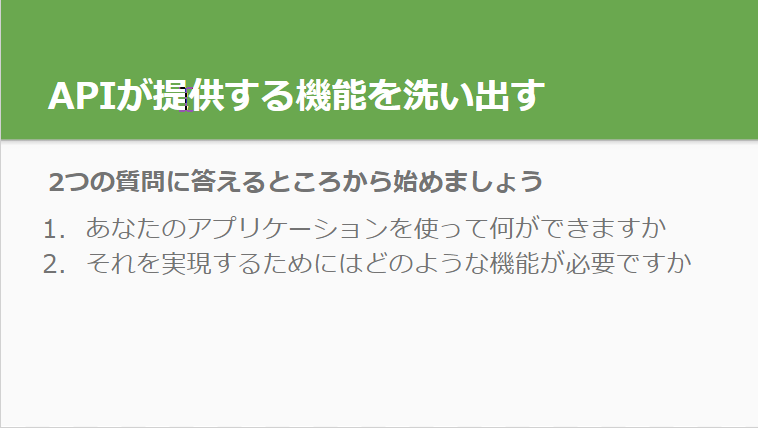 APIが提供する機能を洗い出す
2つの質問に答えるところから始めましょう
1. あなたのアプリケーションを使って何ができますか
2. それを実現するためにはどのような機能が必要ですか